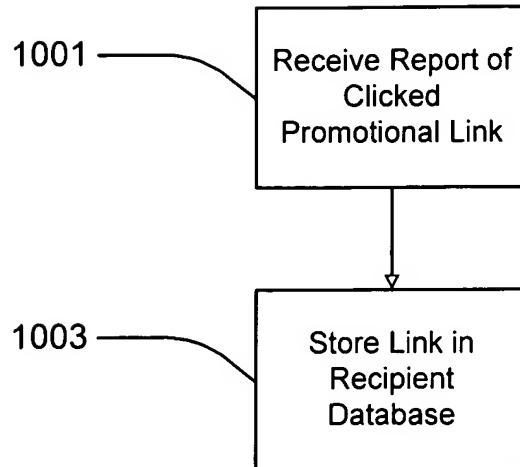 1001
Receive Report of
Clicked
Promotional Link
1003
Store Link in
Recipient
Database